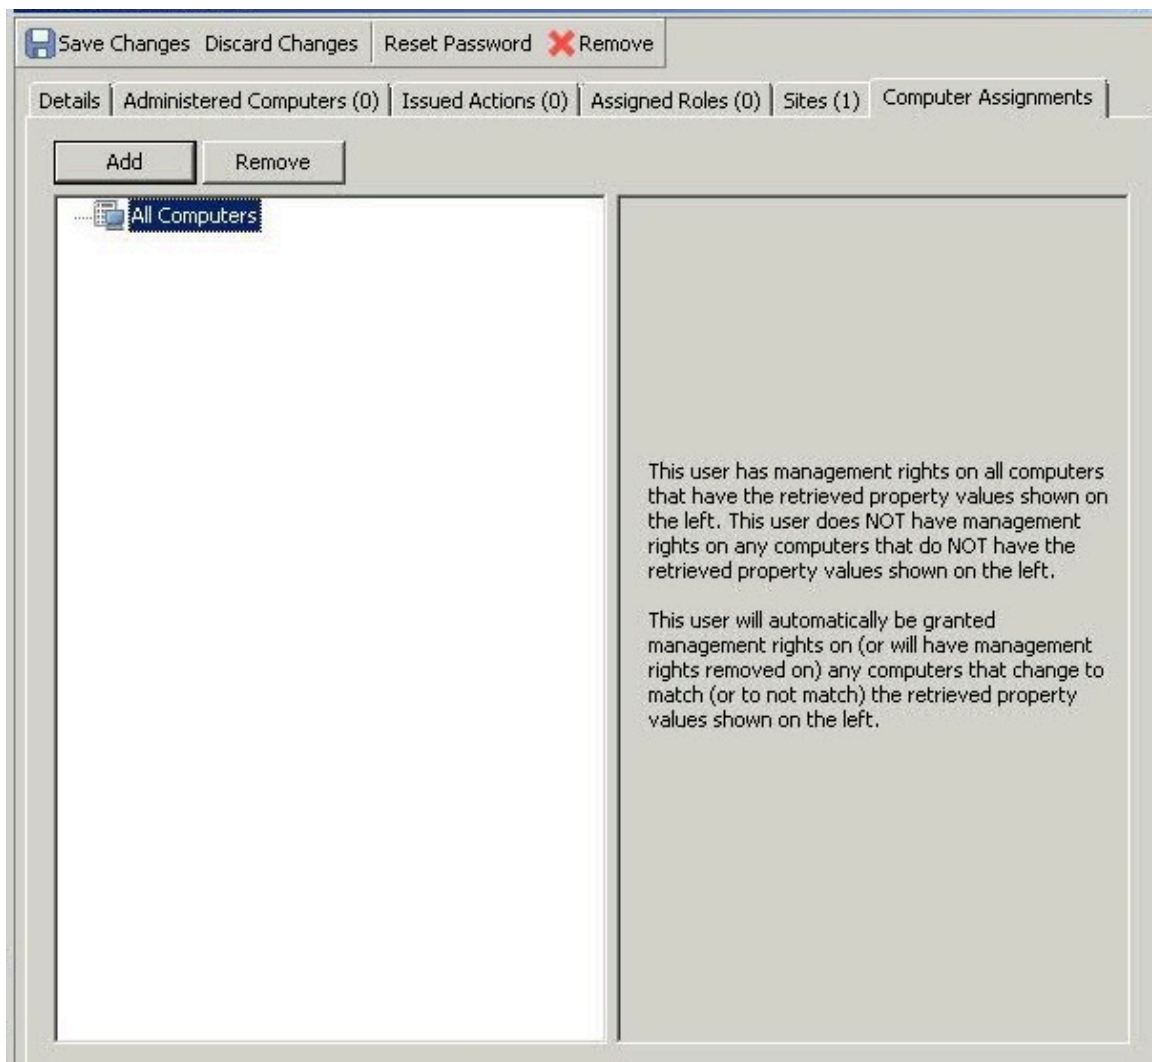 Save Changes Discard Changes Reset Password Remove
Details Administered Computers (0) Issued Actions (0) Assigned Roles (0) Sites (1) Computer Assignments
Add Remove
All Computers
This user has management rights on all computers
that have the retrieved property values shown on
the left. This user does NOT have management
rights on any computers that do NOT have the
retrieved property values shown on the left.
This user will automatically be granted
management rights on (or will have management
rights removed on) any computers that change to
match (or to not match) the retrieved property
values shown on the left.